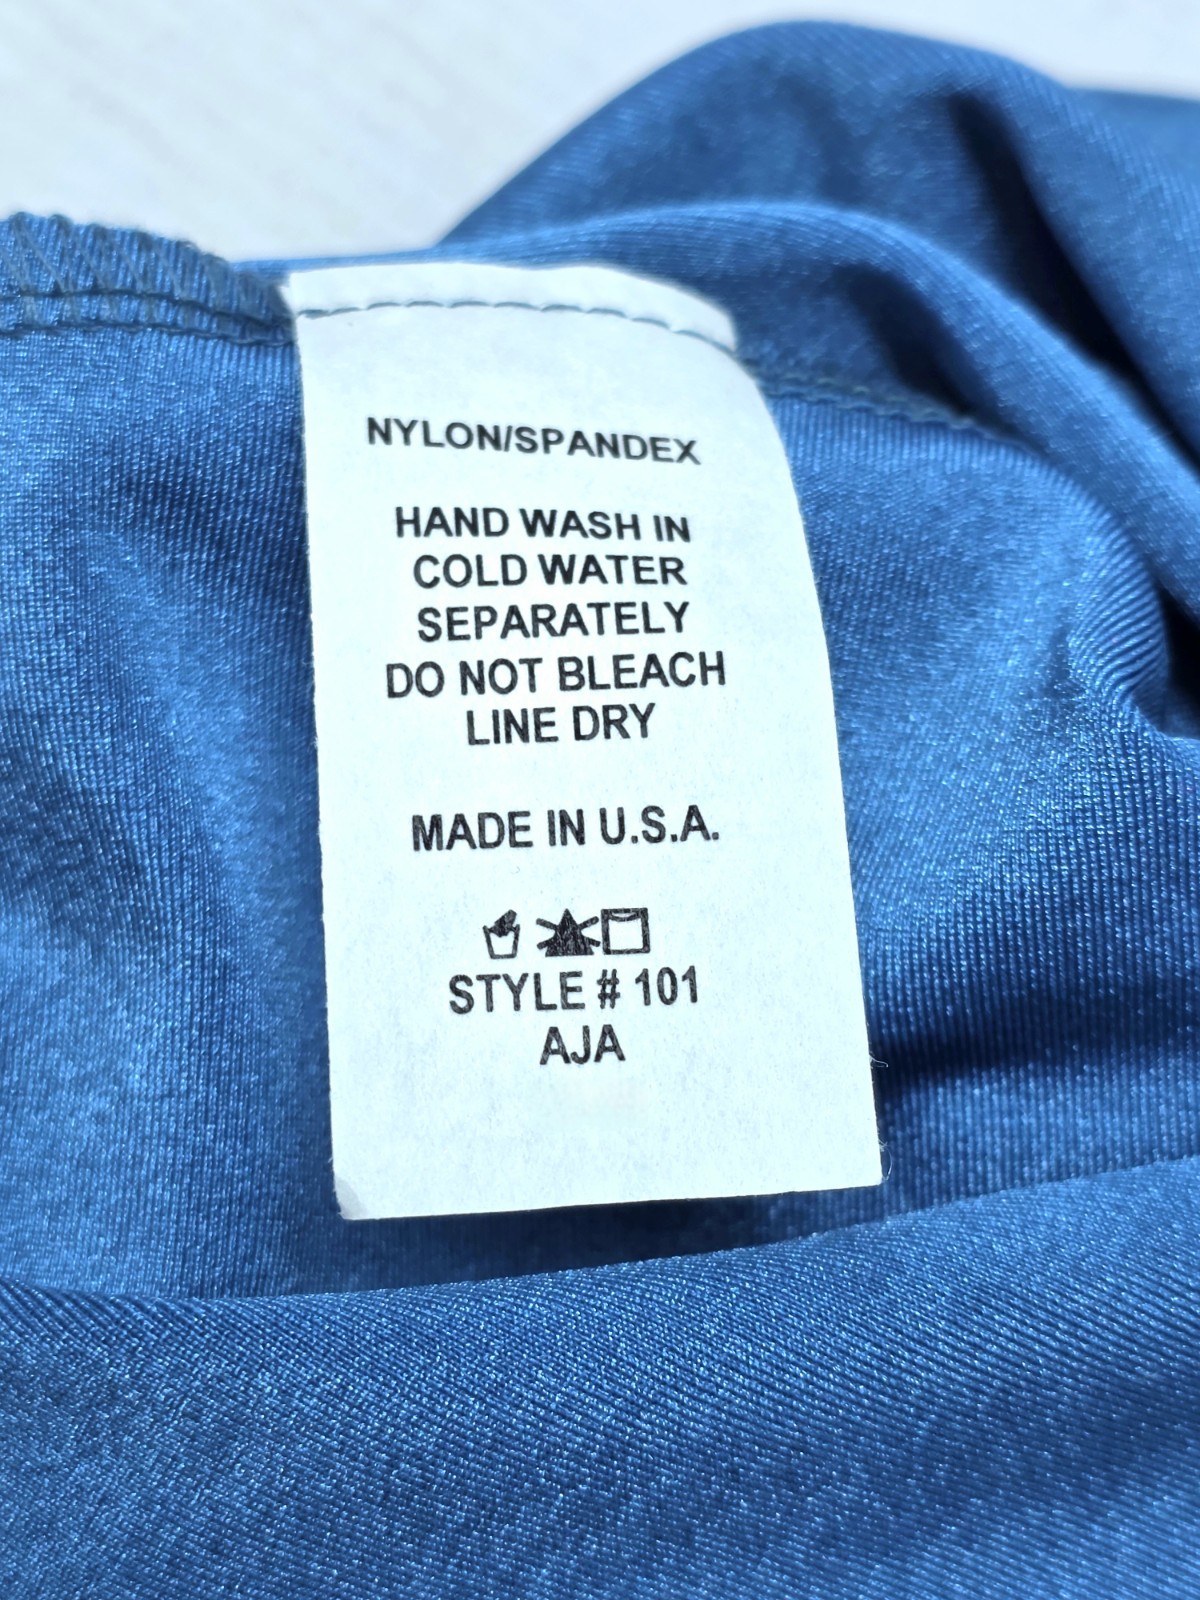 NYLON/SPANDEX
HAND WASH IN
COLD WATER
SEPARATELY
DO NOT BLEACH
LINE DRY
MADE IN U.S.A.
STYLE # 101
AJA